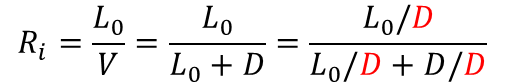 R_i = L_0/V = L_0/(L_0 + D) = (L_0/D)/(L_0/D + D/D)